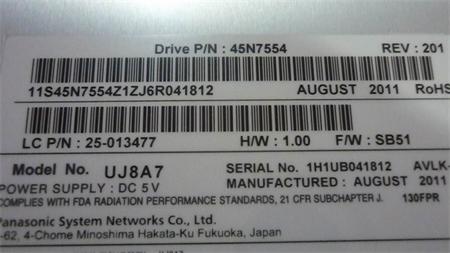 Drive P/N : 45N7554 REV : 201
11S45N7554Z1ZJ6R041812 AUGUST 2011 RoHS
LC P/N : 25-013477 H/W : 1.00 F/W : SB51
Model No. UJ8A7 SERIAL No. 1H1UB041812 AVLK-
POWER SUPPLY : DC 5V MANUFACTURED : AUGUST 2011
COMPLIES WITH FDA RADIATION PERFORMANCE STANDARDS, 21 CFR SUBCHAPTER J. 130FPR
Panasonic System Networks Co., Ltd.
-62, 4-Chome Minoshima Hakata-Ku Fukuoka, Japan